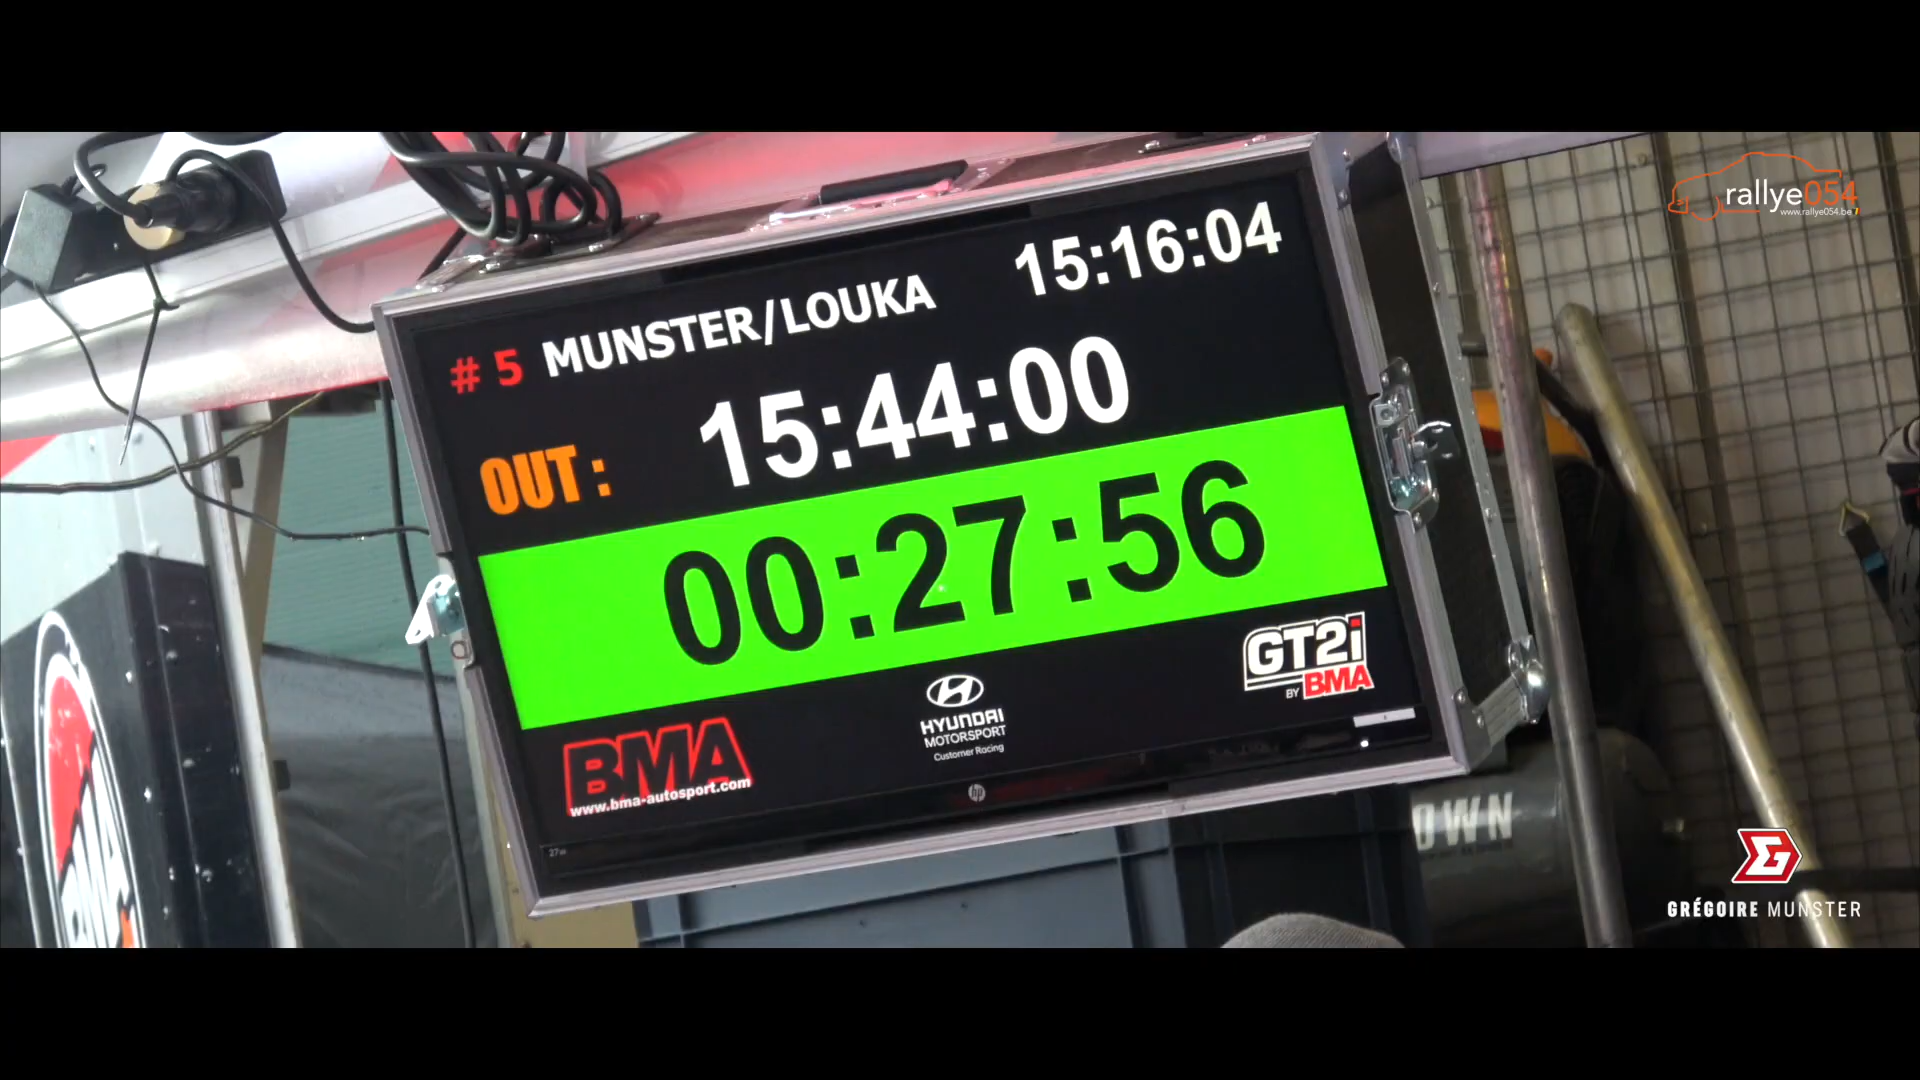 rallye054
www.rallye054.be
# 5 MUNSTER/LOUKA 15:16:04
OUT: 15:44:00
00:27:56
GT2i
BY BMA
HYUNDAI
MOTORSPORT
Customer Racing
BMA
www.bma-autosport.com
hp
BMA
OWN
GRÉGOIRE MUNSTER